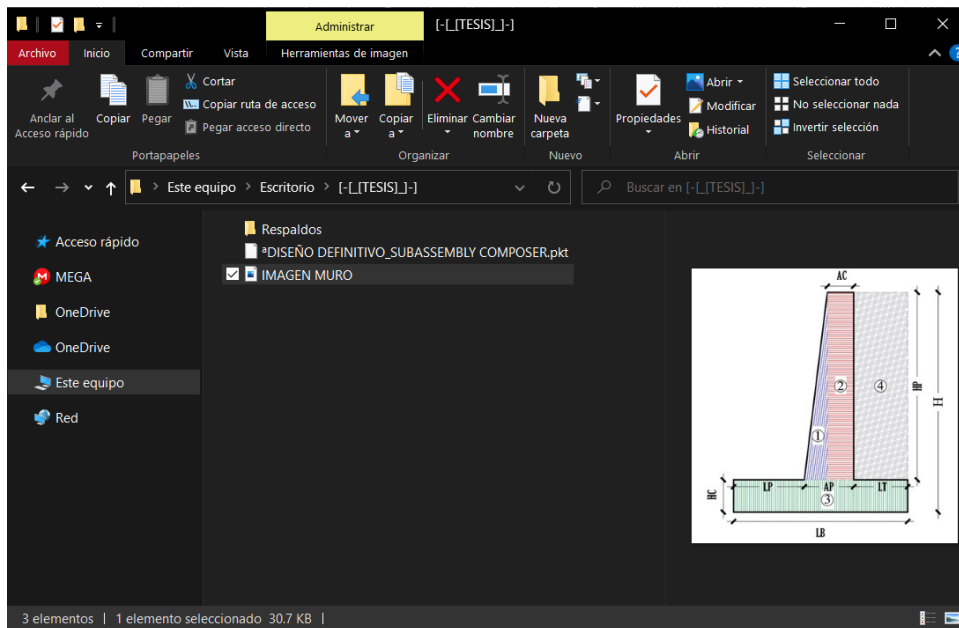 Administrar
[-[_[TESIS]_]-]
Archivo Inicio Compartir Vista Herramientas de imagen
Anclar al Acceso rápido
Copiar
Pegar
Cortar
Copiar ruta de acceso
Pegar acceso directo
Mover a
Copiar a
Eliminar
Cambiar nombre
Nueva carpeta
Propiedades
Abrir
Modificar
Historial
Seleccionar todo
No seleccionar nada
Invertir selección
Portapapeles Organizar Nuevo Abrir Seleccionar
Este equipo > Escritorio > [-[_[TESIS]_]-]
Buscar en [-[_[TESIS]_]-]
Acceso rápido
MEGA
OneDrive
OneDrive
Este equipo
Red
Respaldos
ªDISEÑO DEFINITIVO_SUBASSEMBLY COMPOSER.pkt
IMAGEN MURO
AC
② ④ HP H
①
HC LP AP LT
③
LB
3 elementos | 1 elemento seleccionado 30.7 KB |